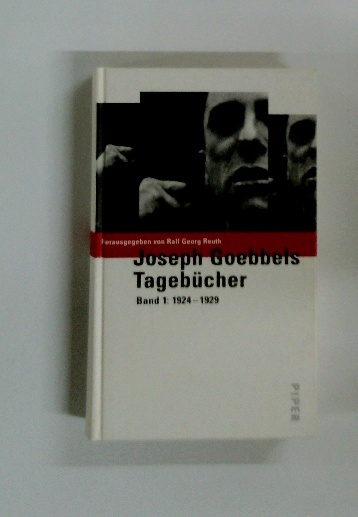 Herausgegeben von Ralf Georg Reuth
Joseph Goebbels
Tagebücher
Band 1: 1924–1929
PIPER